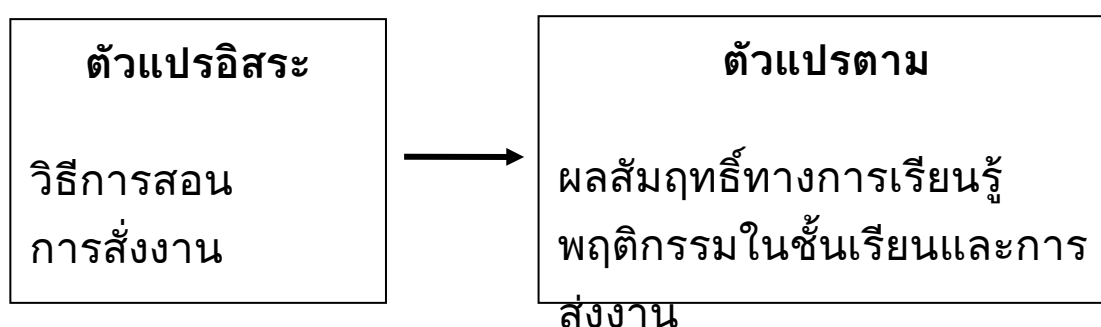 ตัวแปรอิสระ
วิธีการสอน
การสั่งงาน
ตัวแปรตาม
ผลสัมฤทธิ์ทางการเรียนรู้
พฤติกรรมในชั้นเรียนและการ
ส่งงาน